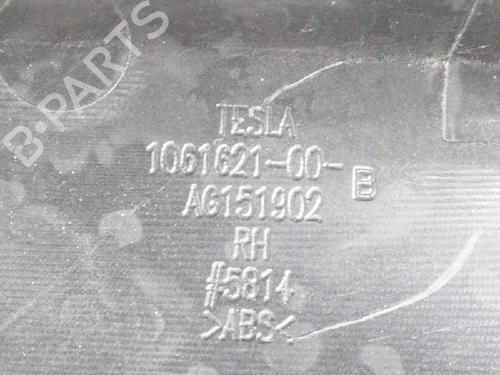 B-PARTS
TESLA
1061621-00-B
AG151902
RH
#5814
>ABS<